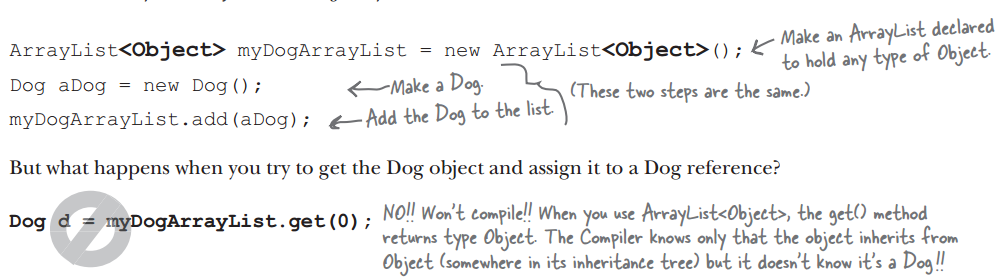 ArrayList<Object> myDogArrayList = new ArrayList<Object>(); Make an ArrayList declared
to hold any type of Object.
Dog aDog = new Dog(); Make a Dog. (These two steps are the same.)
myDogArrayList.add(aDog); Add the Dog to the list.
But what happens when you try to get the Dog object and assign it to a Dog reference?
Dog d = myDogArrayList.get(0); NO!! Won't compile!! When you use ArrayList<Object>, the get() method
returns type Object. The Compiler knows only that the object inherits from
Object (somewhere in its inheritance tree) but it doesn't know it's a Dog!!